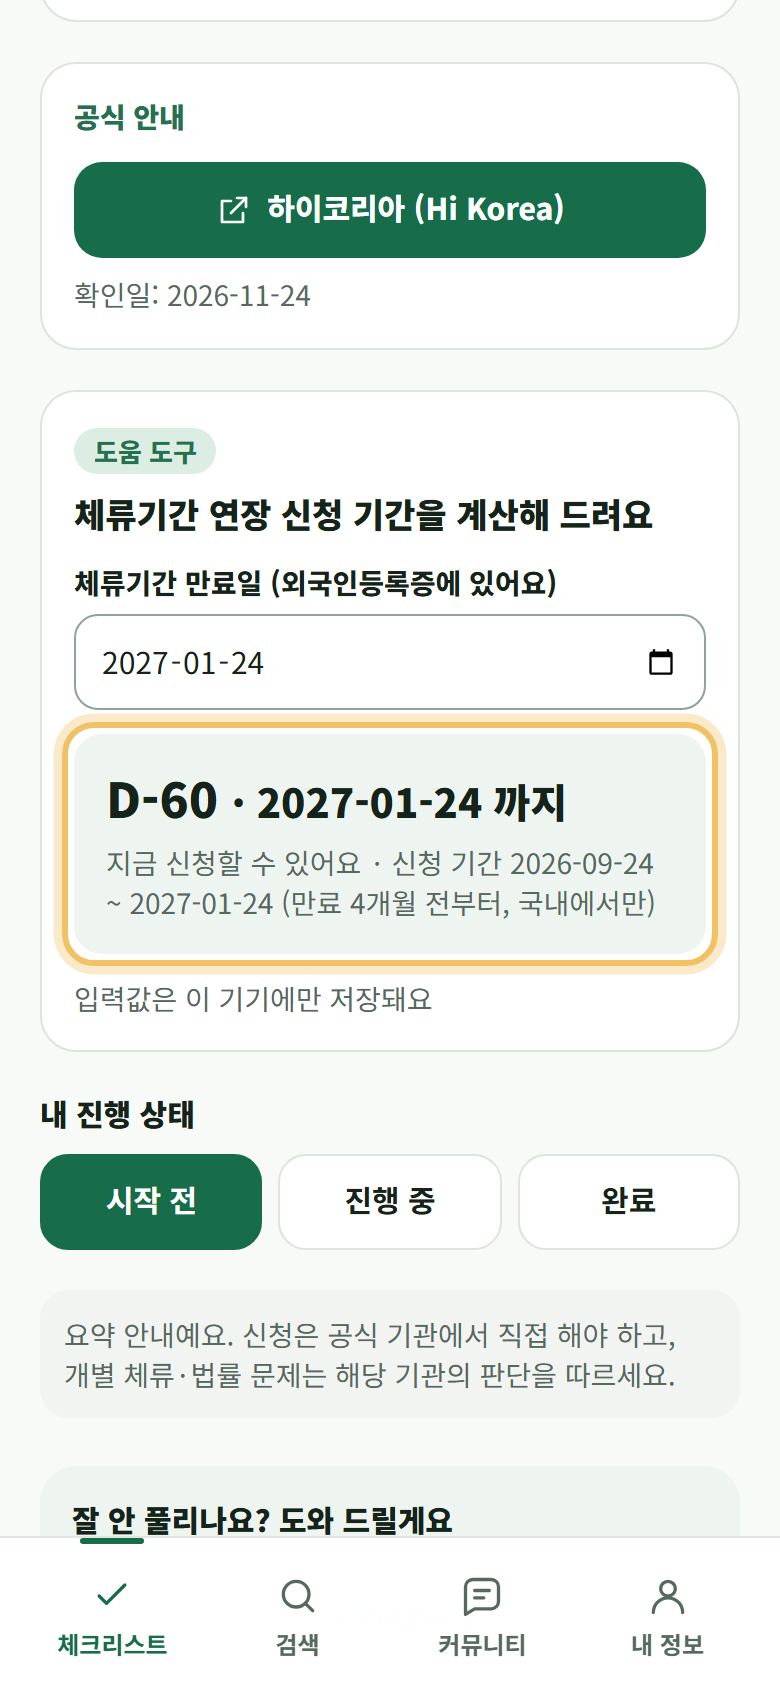 공식 안내
하이코리아 (Hi Korea)
확인일: 2026-11-24
도움 도구
체류기간 연장 신청 기간을 계산해 드려요
체류기간 만료일 (외국인등록증에 있어요)
2027-01-24
D-60 · 2027-01-24 까지
지금 신청할 수 있어요 · 신청 기간 2026-09-24
~ 2027-01-24 (만료 4개월 전부터, 국내에서만)
입력값은 이 기기에만 저장돼요
내 진행 상태
시작 전
진행 중
완료
요약 안내예요. 신청은 공식 기관에서 직접 해야 하고,
개별 체류·법률 문제는 해당 기관의 판단을 따르세요.
잘 안 풀리나요? 도와 드릴게요
체크리스트
검색
커뮤니티
내 정보